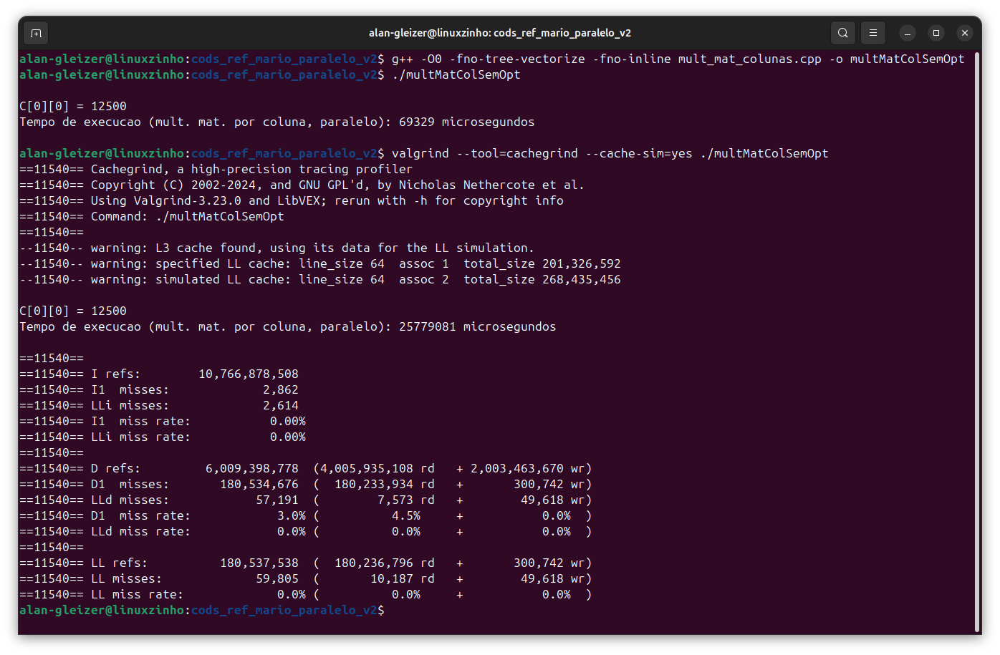 alan-gleizer@linuxzinho: cods_ref_mario_paralelo_v2
alan-gleizer@linuxzinho:cods_ref_mario_paralelo_v2$ g++ -O0 -fno-tree-vectorize -fno-inline mult_mat_colunas.cpp -o multMatColSemOpt
alan-gleizer@linuxzinho:cods_ref_mario_paralelo_v2$ ./multMatColSemOpt
C[0][0] = 12500
Tempo de execucao (mult. mat. por coluna, paralelo): 69329 microsegundos
alan-gleizer@linuxzinho:cods_ref_mario_paralelo_v2$ valgrind --tool=cachegrind --cache-sim=yes ./multMatColSemOpt
==11540== Cachegrind, a high-precision tracing profiler
==11540== Copyright (C) 2002-2024, and GNU GPL'd, by Nicholas Nethercote et al.
==11540== Using Valgrind-3.23.0 and LibVEX; rerun with -h for copyright info
==11540== Command: ./multMatColSemOpt
==11540==
--11540-- warning: L3 cache found, using its data for the LL simulation.
--11540-- warning: specified LL cache: line_size 64  assoc 1  total_size 201,326,592
--11540-- warning: simulated LL cache: line_size 64  assoc 2  total_size 268,435,456
C[0][0] = 12500
Tempo de execucao (mult. mat. por coluna, paralelo): 25779081 microsegundos
==11540==
==11540== I refs:        10,766,878,508
==11540== I1  misses:             2,862
==11540== LLi misses:             2,614
==11540== I1  miss rate:           0.00%
==11540== LLi miss rate:           0.00%
==11540==
==11540== D refs:         6,009,398,778  (4,005,935,108 rd   + 2,003,463,670 wr)
==11540== D1  misses:       180,534,676  (  180,233,934 rd   +       300,742 wr)
==11540== LLd misses:            57,191  (        7,573 rd   +        49,618 wr)
==11540== D1  miss rate:            3.0% (          4.5%     +           0.0%  )
==11540== LLd miss rate:            0.0% (          0.0%     +           0.0%  )
==11540==
==11540== LL refs:          180,537,538  (  180,236,796 rd   +       300,742 wr)
==11540== LL misses:             59,805  (       10,187 rd   +        49,618 wr)
==11540== LL miss rate:             0.0% (          0.0%     +           0.0%  )
alan-gleizer@linuxzinho:cods_ref_mario_paralelo_v2$